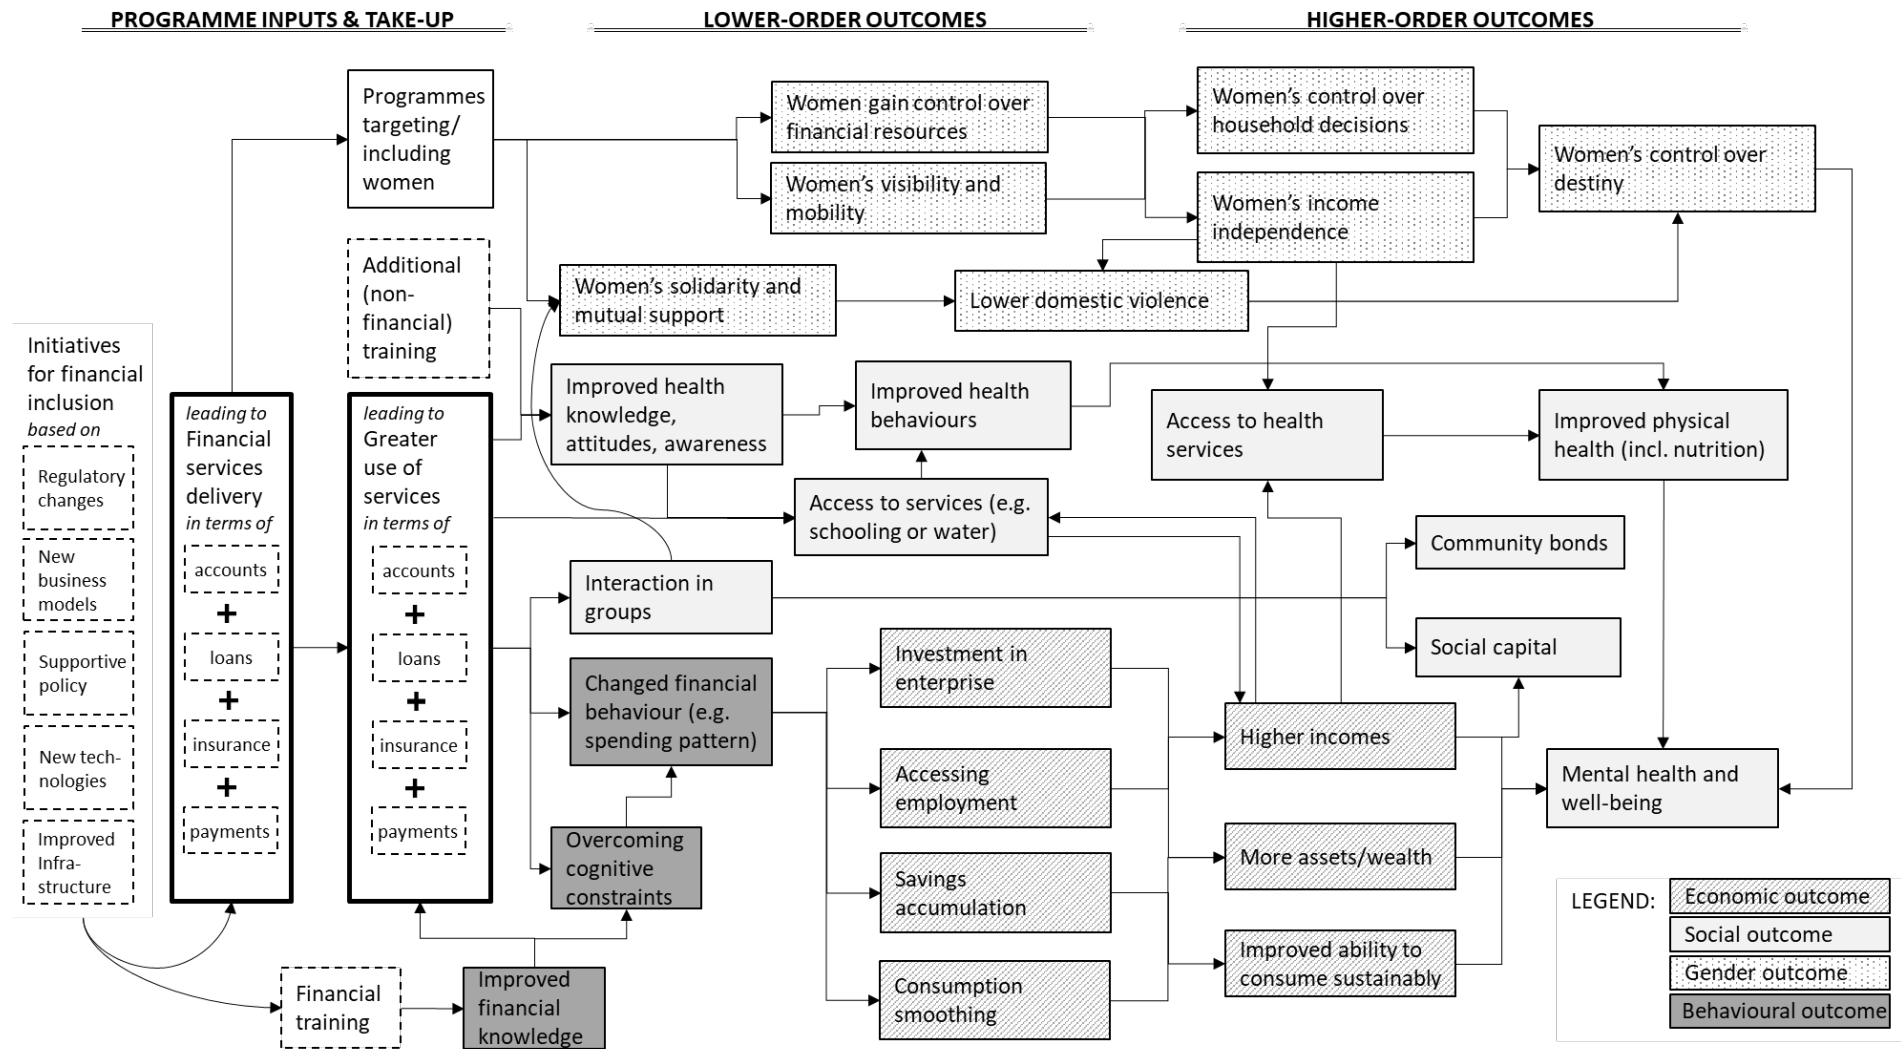 PROGRAMME INPUTS & TAKE-UP
LOWER-ORDER OUTCOMES
HIGHER-ORDER OUTCOMES
Programmes
targeting/
including
women
Women gain control over
financial resources
Women's visibility and
mobility
Women's control over
household decisions
Women's income
independence
Women's control over
destiny
Additional
(non-
financial)
training
Women's solidarity and
mutual support
Lower domestic violence
Initiatives
for financial
inclusion
based on
Regulatory
changes
New
business
models
Supportive
policy
New tech-
nologies
Improved
Infra-
structure
leading to
Financial
services
delivery
in terms of
accounts
+
loans
+
insurance
+
payments
leading to
Greater
use of
services
in terms of
accounts
+
loans
+
insurance
+
payments
Improved health
knowledge,
attitudes, awareness
Improved health
behaviours
Access to health
services
Improved physical
health (incl. nutrition)
Access to services (e.g.
schooling or water)
Interaction in
groups
Community bonds
Social capital
Changed financial
behaviour (e.g.
spending pattern)
Overcoming
cognitive
constraints
Investment in
enterprise
Accessing
employment
Savings
accumulation
Consumption
smoothing
Higher incomes
More assets/wealth
Improved ability to
consume sustainably
Mental health and
well-being
Financial
training
Improved
financial
knowledge
LEGEND:
Economic outcome
Social outcome
Gender outcome
Behavioural outcome